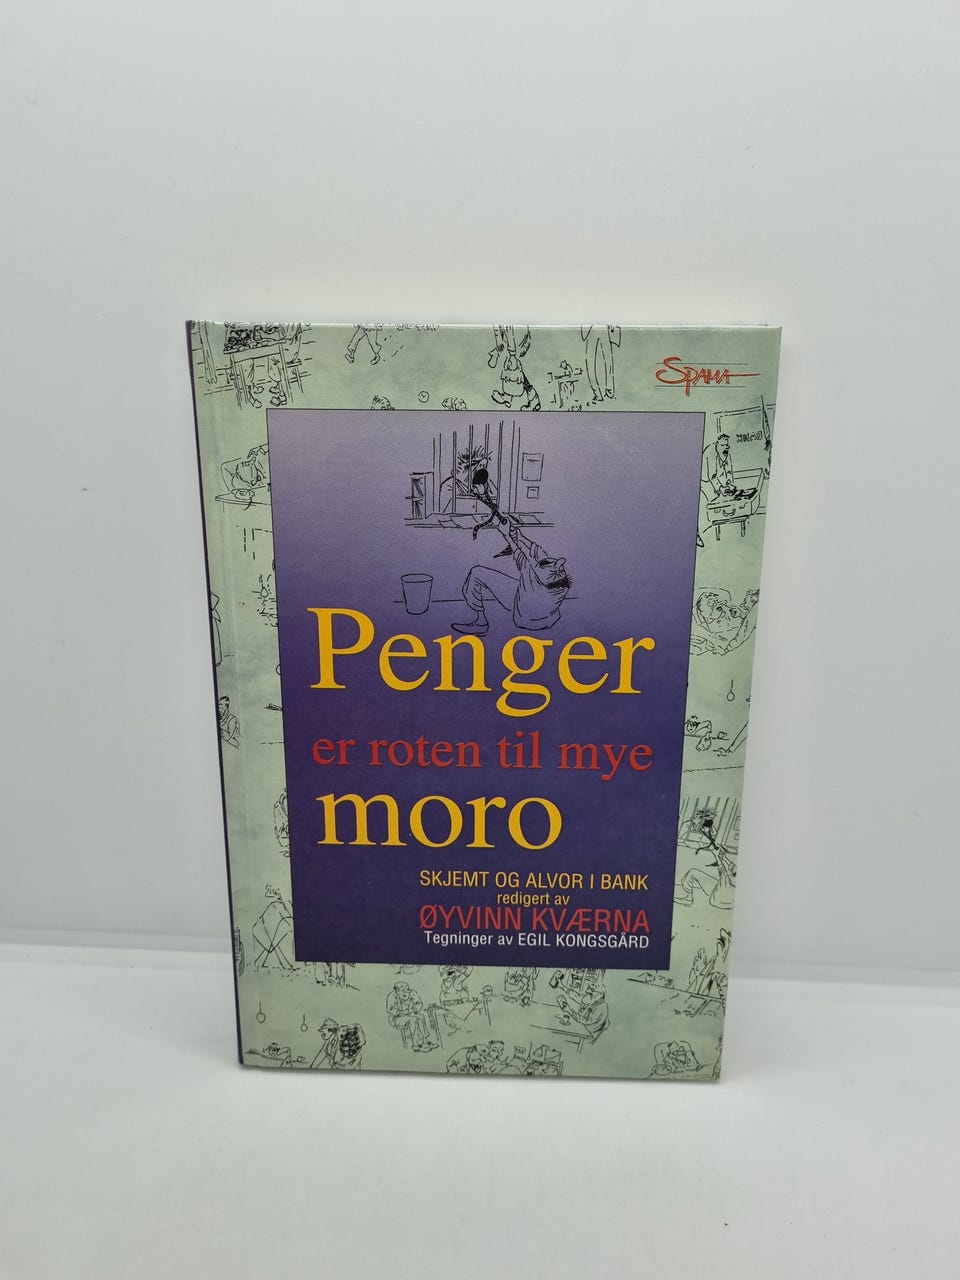 SPAMA
Penger
er roten til mye
moro
SKJEMT OG ALVOR I BANK
redigert av
ØYVINN KVÆRNA
Tegninger av EGIL KONGSGÅRD